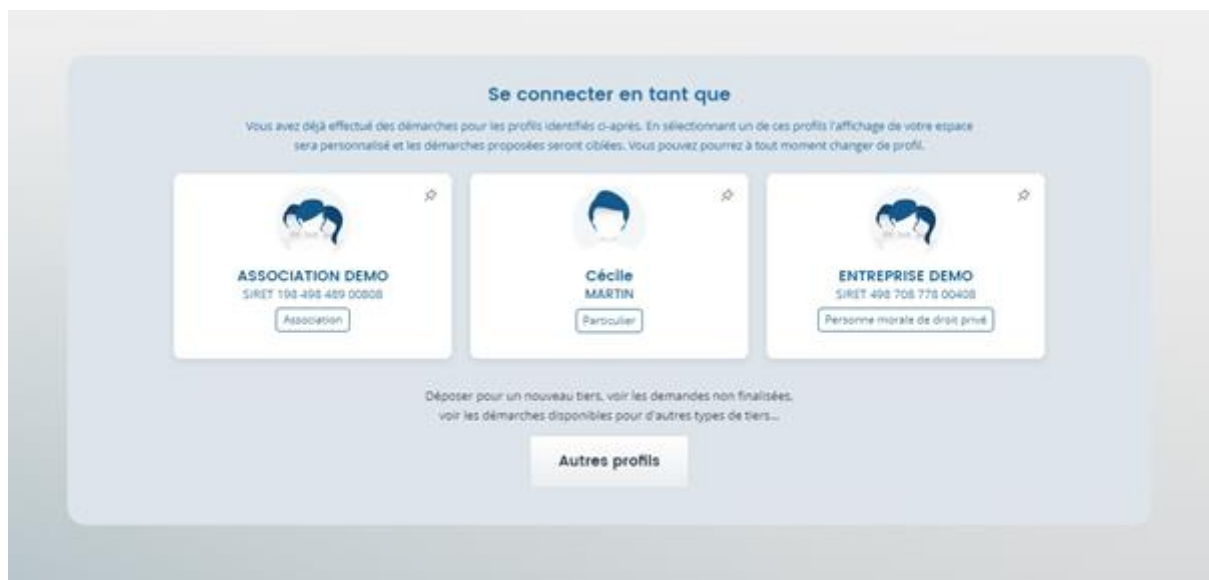 Se connecter en tant que
Vous avez déjà effectué des démarches pour les profils identifiés ci-après. En sélectionnant un de ces profils l'affichage de votre espace
sera personnalisé et les démarches proposées seront ciblées. Vous pouvez pourrez à tout moment changer de profil.
ASSOCIATION DEMO
SIRET 198 498 489 00808
Association
Cécile
MARTIN
Particulier
ENTREPRISE DEMO
SIRET 498 708 778 00408
Personne morale de droit privé
Déposer pour un nouveau tiers, voir les demandes non finalisées,
voir les démarches disponibles pour d'autres types de tiers...
Autres profils